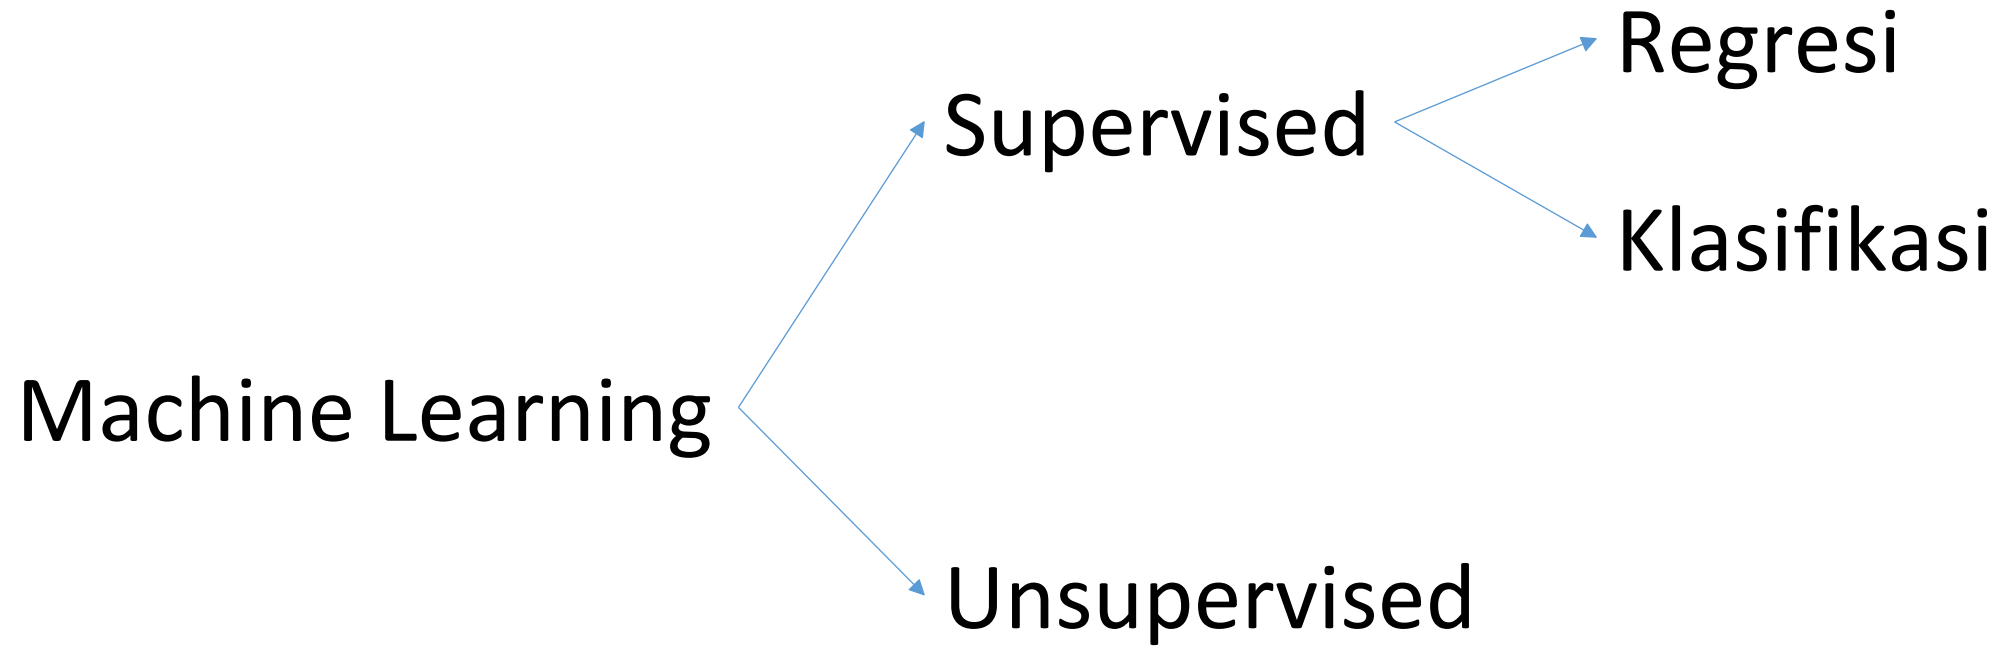 Regresi
Supervised
Klasifikasi
Machine Learning
Unsupervised